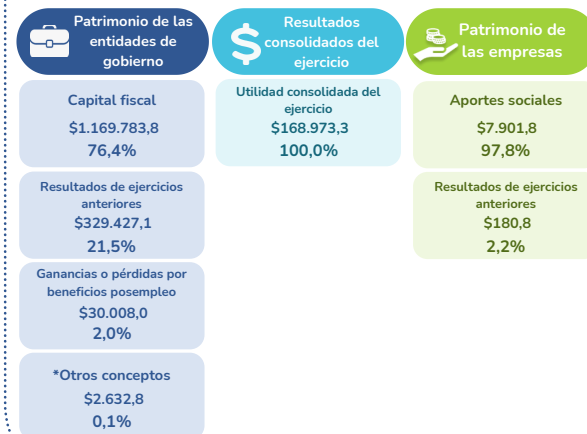 Patrimonio de las
entidades de
gobierno
Capital fiscal
$1.169.783,8
76,4%
Resultados de ejercicios
anteriores
$329.427,1
21,5%
Ganancias o pérdidas por
beneficios posempleo
$30.008,0
2,0%
*Otros conceptos
$2.632,8
0,1%
Resultados
consolidados del
ejercicio
Utilidad consolidada del
ejercicio
$168.973,3
100,0%
Patrimonio de
las empresas
Aportes sociales
$7.901,8
97,8%
Resultados de ejercicios
anteriores
$180,8
2,2%